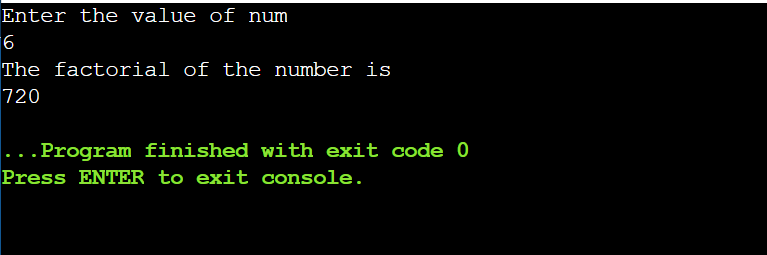 Enter the value of num
6
The factorial of the number is
720
...Program finished with exit code 0
Press ENTER to exit console.